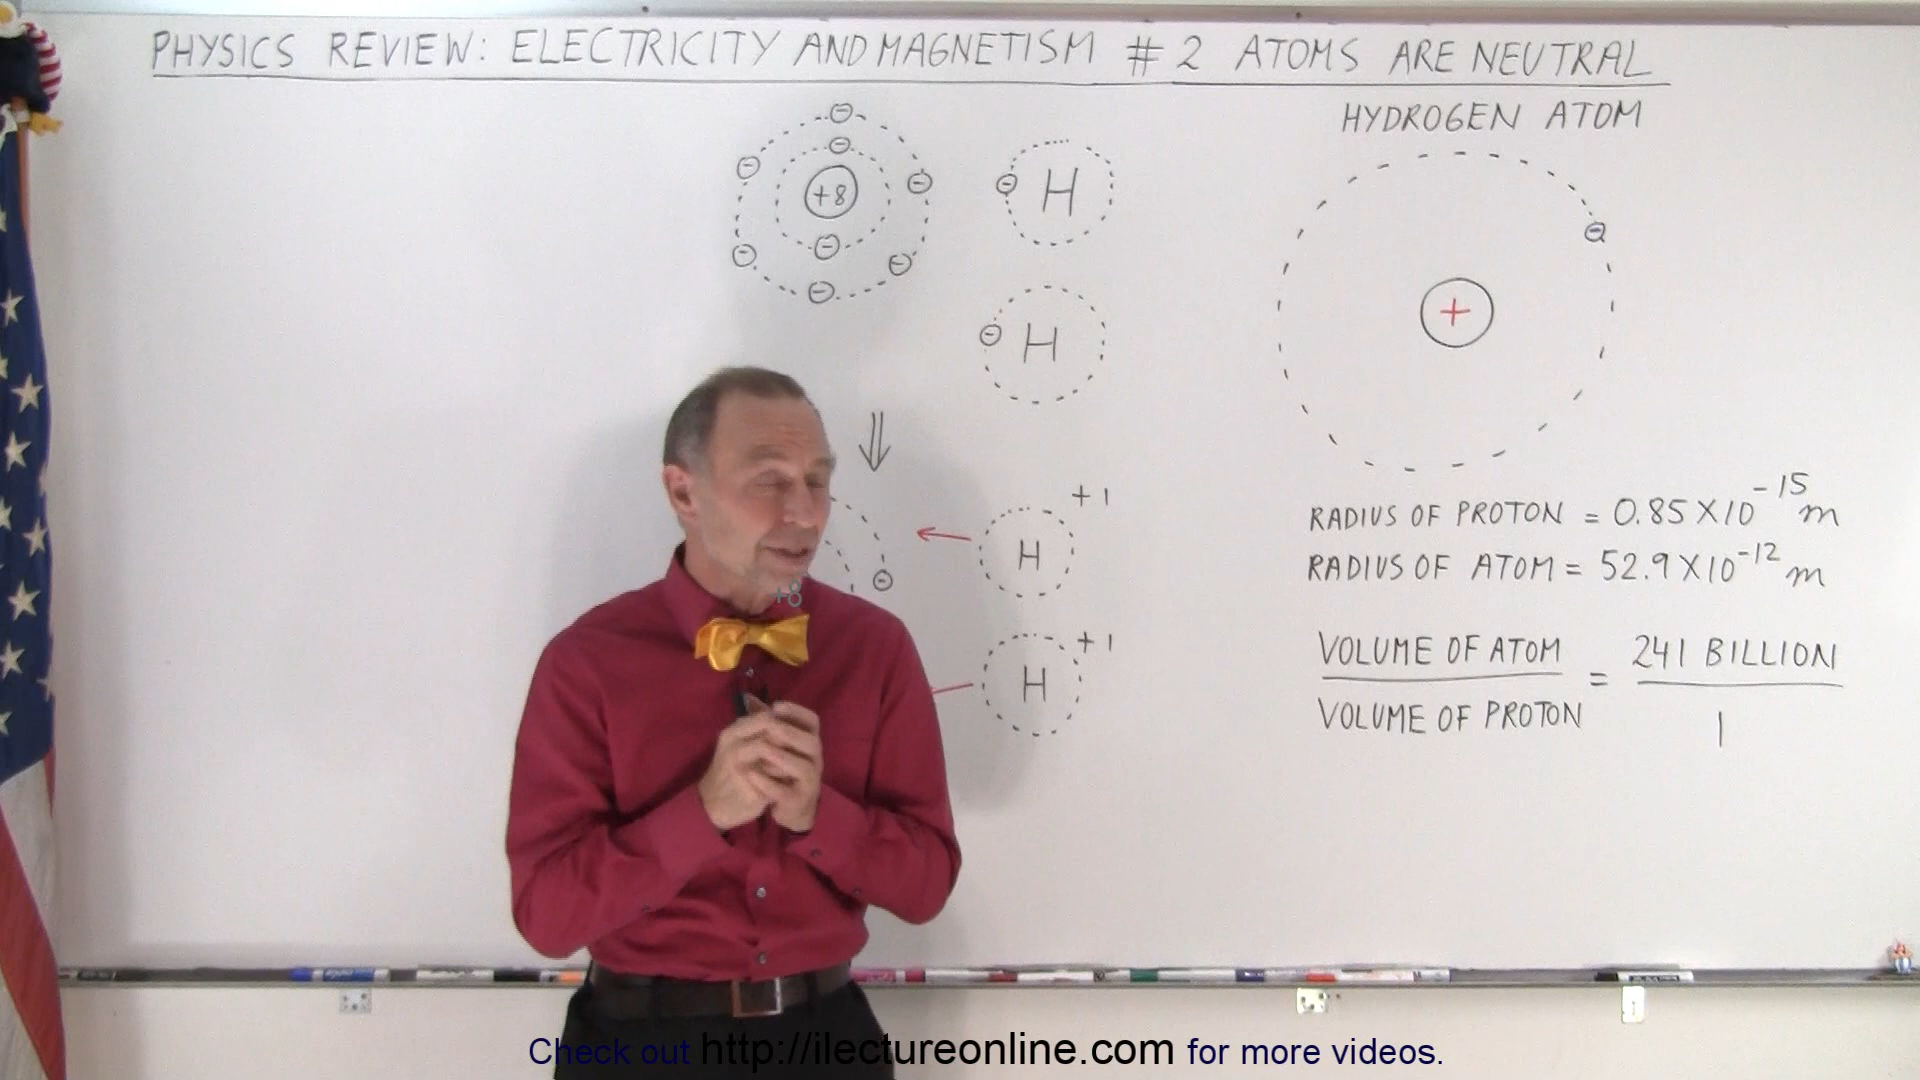 PHYSICS REVIEW: ELECTRICITY AND MAGNETISM # 2 ATOMS ARE NEUTRAL
HYDROGEN ATOM
+8
H
H
+
+1
H
+8
+1
H
RADIUS OF PROTON = 0.85 X 10^-15 m
RADIUS OF ATOM = 52.9 X 10^-12 m
VOLUME OF ATOM / VOLUME OF PROTON = 241 BILLION / 1
Check out http://ilectureonline.com for more videos.